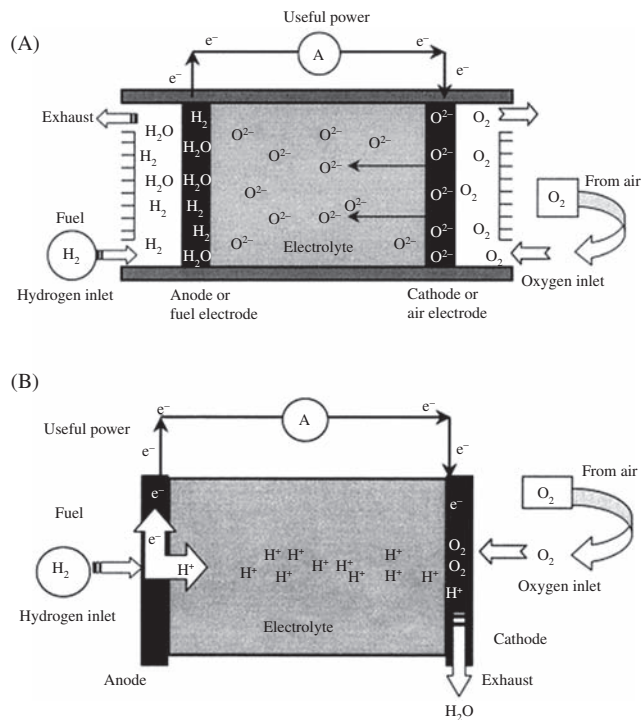 (A)
Useful power
e⁻ A e⁻
e⁻ e⁻
Exhaust
H₂ O²⁻ O²⁻ O₂
H₂O O²⁻ O²⁻
H₂ H₂O O²⁻ O²⁻ O²⁻ O₂
H₂O H₂O O²⁻ O²⁻ O₂ From air
O₂
Fuel H₂ H₂ O²⁻ O²⁻ O²⁻ O₂
H₂ H₂ H₂ O²⁻ Electrolyte O²⁻ O²⁻
H₂O O²⁻ O₂ O₂
Hydrogen inlet Oxygen inlet
Anode or Cathode or
fuel electrode air electrode
(B)
e⁻ A e⁻
Useful power
e⁻ e⁻
From air
e⁻ e⁻ O₂
Fuel
e⁻ O₂
H₂ H⁺ H⁺ H⁺ H⁺ H⁺ H⁺ H⁺ H⁺ H⁺ H⁺ H⁺ O₂ O₂
Hydrogen inlet H⁺ Oxygen inlet
Electrolyte
Cathode
Anode Exhaust
H₂O